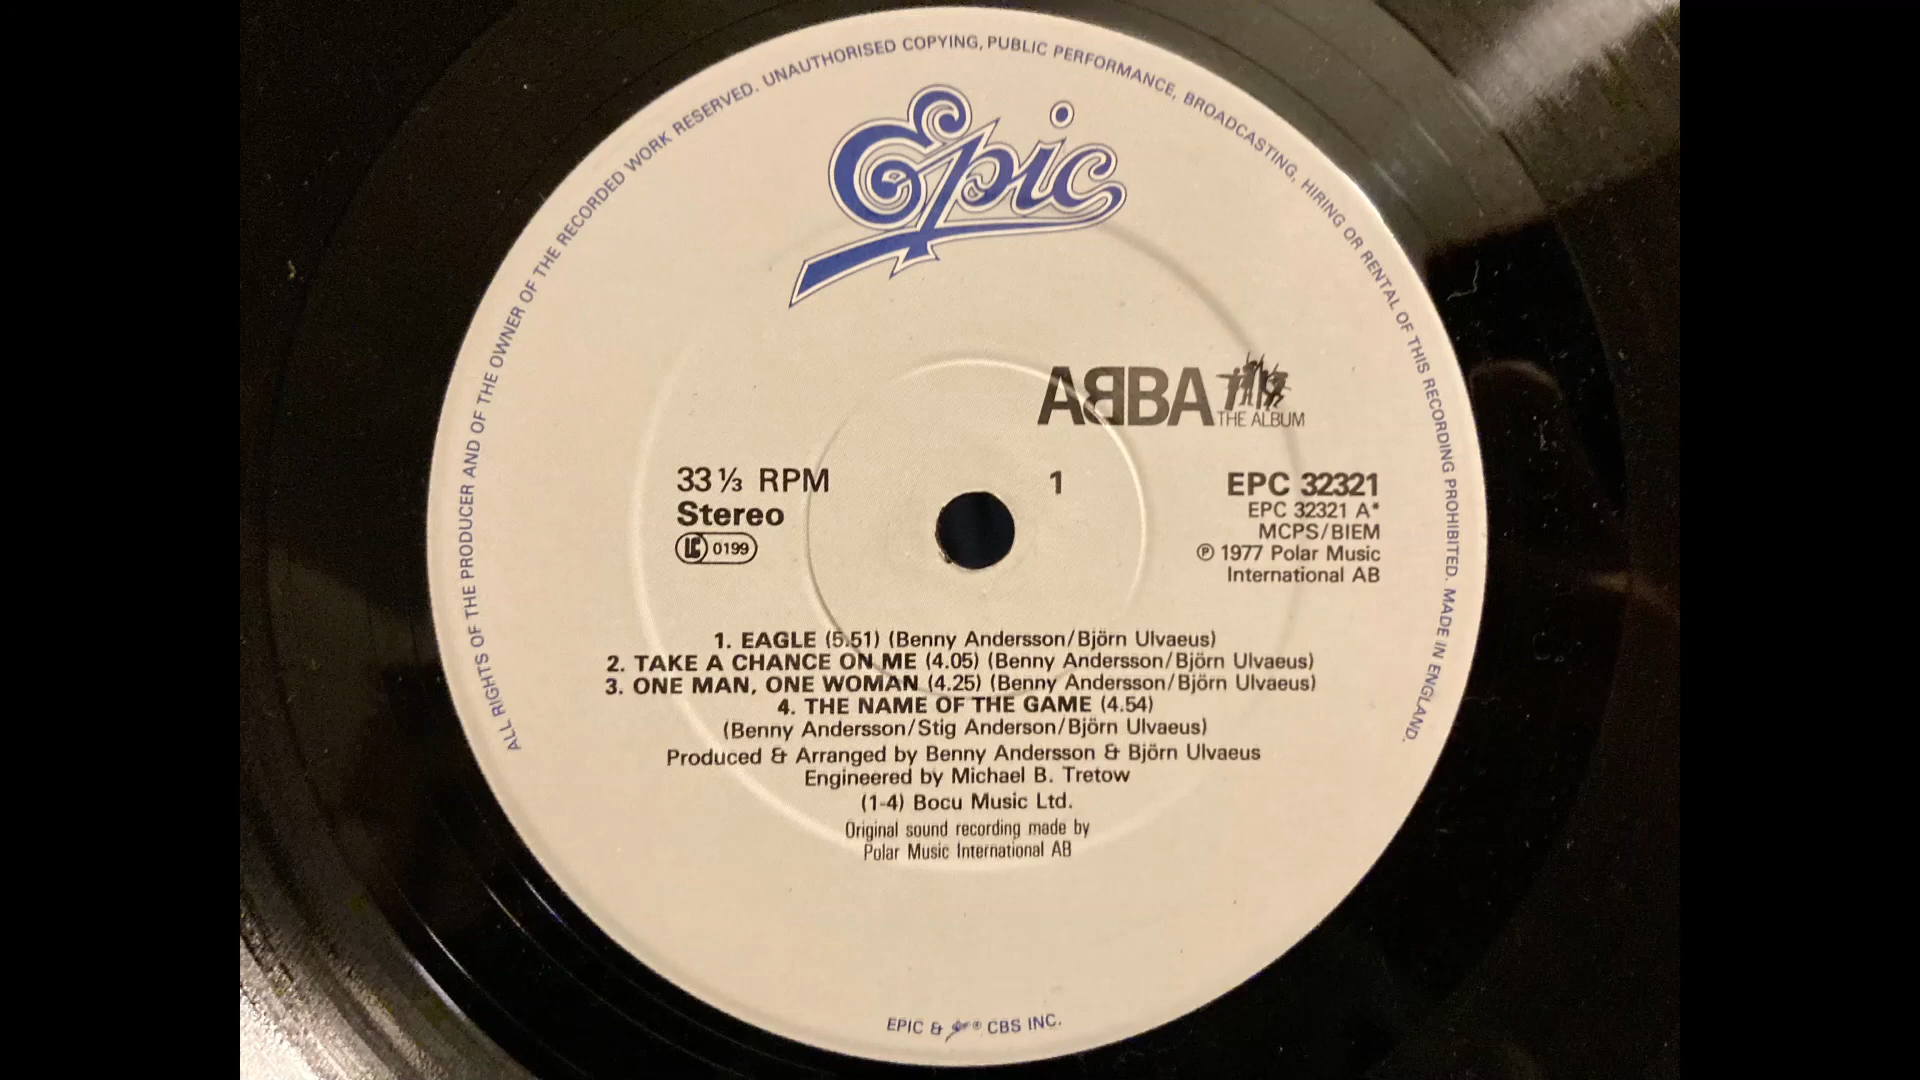 ALL RIGHTS OF THE PRODUCER AND OF THE OWNER OF THE RECORDED WORK RESERVED. UNAUTHORISED COPYING, PUBLIC PERFORMANCE, BROADCASTING, HIRING OR RENTAL OF THIS RECORDING PROHIBITED. MADE IN ENGLAND.
Epic
ABBA
THE ALBUM
33⅓ RPM
Stereo
LC 0199
1
EPC 32321
EPC 32321 A*
MCPS/BIEM
℗ 1977 Polar Music
International AB
1. EAGLE (5.51) (Benny Andersson/Björn Ulvaeus)
2. TAKE A CHANCE ON ME (4.05) (Benny Andersson/Björn Ulvaeus)
3. ONE MAN, ONE WOMAN (4.25) (Benny Andersson/Björn Ulvaeus)
4. THE NAME OF THE GAME (4.54)
(Benny Andersson/Stig Anderson/Björn Ulvaeus)
Produced & Arranged by Benny Andersson & Björn Ulvaeus
Engineered by Michael B. Tretow
(1-4) Bocu Music Ltd.
Original sound recording made by
Polar Music International AB
EPIC & ® CBS INC.